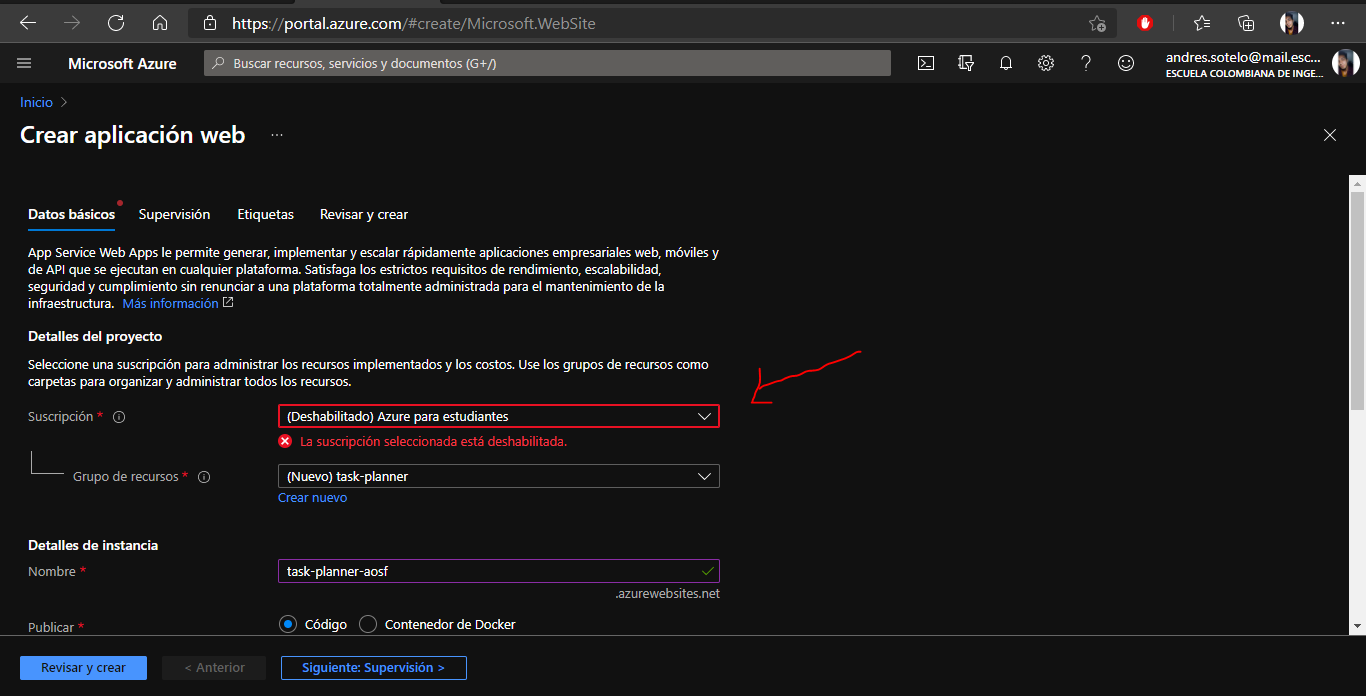 https://portal.azure.com/#create/Microsoft.WebSite
Microsoft Azure
Buscar recursos, servicios y documentos (G+/)
andres.sotelo@mail.esc...
ESCUELA COLOMBIANA DE INGE...
Inicio >
Crear aplicación web ...
Datos básicos Supervisión Etiquetas Revisar y crear
App Service Web Apps le permite generar, implementar y escalar rápidamente aplicaciones empresariales web, móviles y
de API que se ejecutan en cualquier plataforma. Satisfaga los estrictos requisitos de rendimiento, escalabilidad,
seguridad y cumplimiento sin renunciar a una plataforma totalmente administrada para el mantenimiento de la
infraestructura. Más información
Detalles del proyecto
Seleccione una suscripción para administrar los recursos implementados y los costos. Use los grupos de recursos como
carpetas para organizar y administrar todos los recursos.
Suscripción * (Deshabilitado) Azure para estudiantes
La suscripción seleccionada está deshabilitada.
Grupo de recursos * (Nuevo) task-planner
Crear nuevo
Detalles de instancia
Nombre * task-planner-aosf
.azurewebsites.net
Publicar * Código Contenedor de Docker
Revisar y crear < Anterior Siguiente: Supervisión >